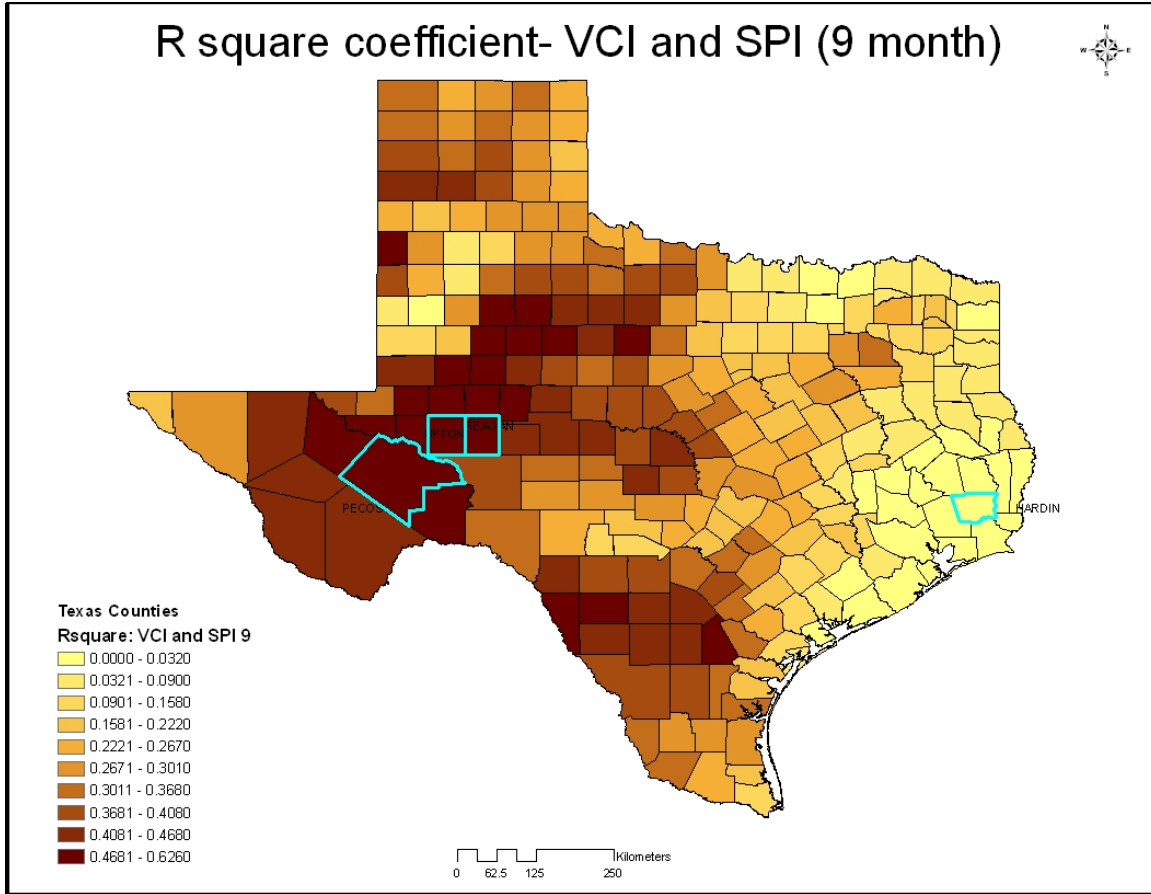 R square coefficient- VCI and SPI (9 month)
N
W E
S
UPTON REAGAN
PECOS
HARDIN
Texas Counties
Rsquare: VCI and SPI 9
0.0000 - 0.0320
0.0321 - 0.0900
0.0901 - 0.1580
0.1581 - 0.2220
0.2221 - 0.2670
0.2671 - 0.3010
0.3011 - 0.3680
0.3681 - 0.4080
0.4081 - 0.4680
0.4681 - 0.6260
Kilometers
0 62.5 125 250